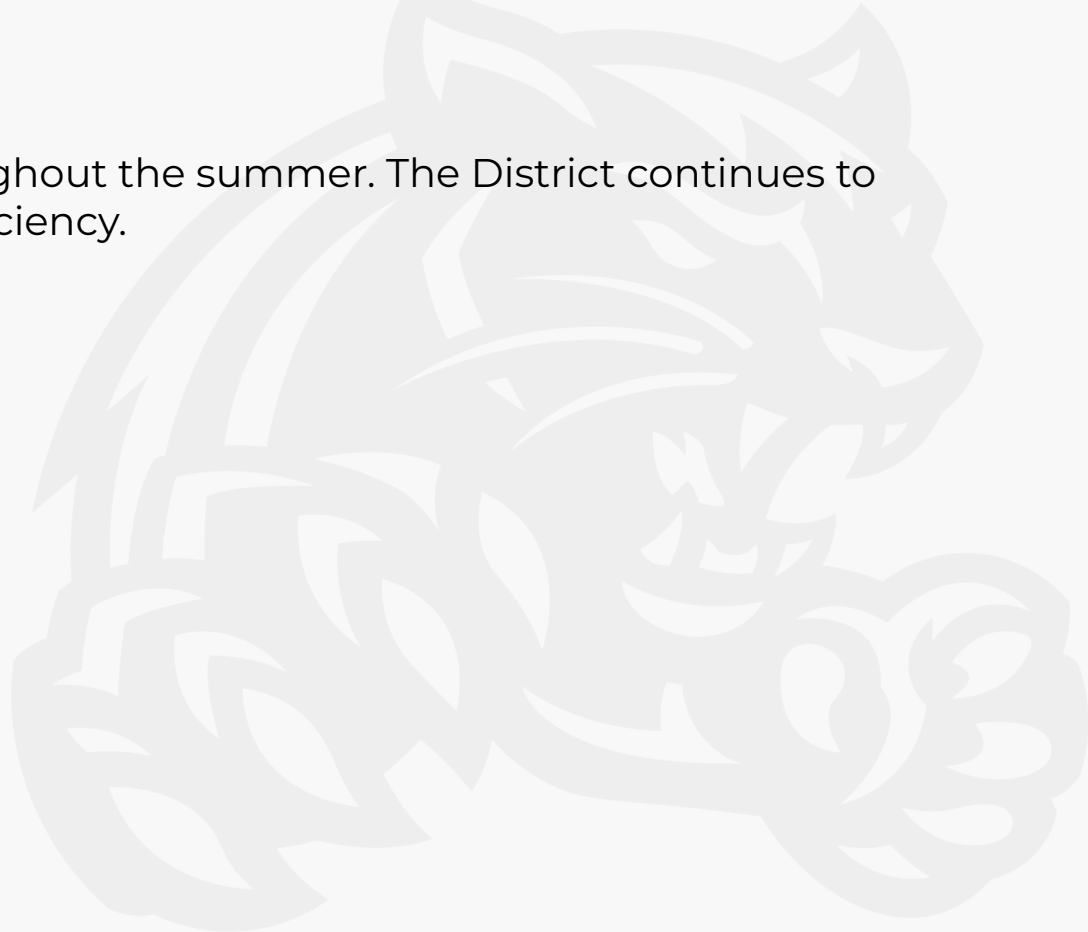 ghout the summer. The District continues to
ciency.